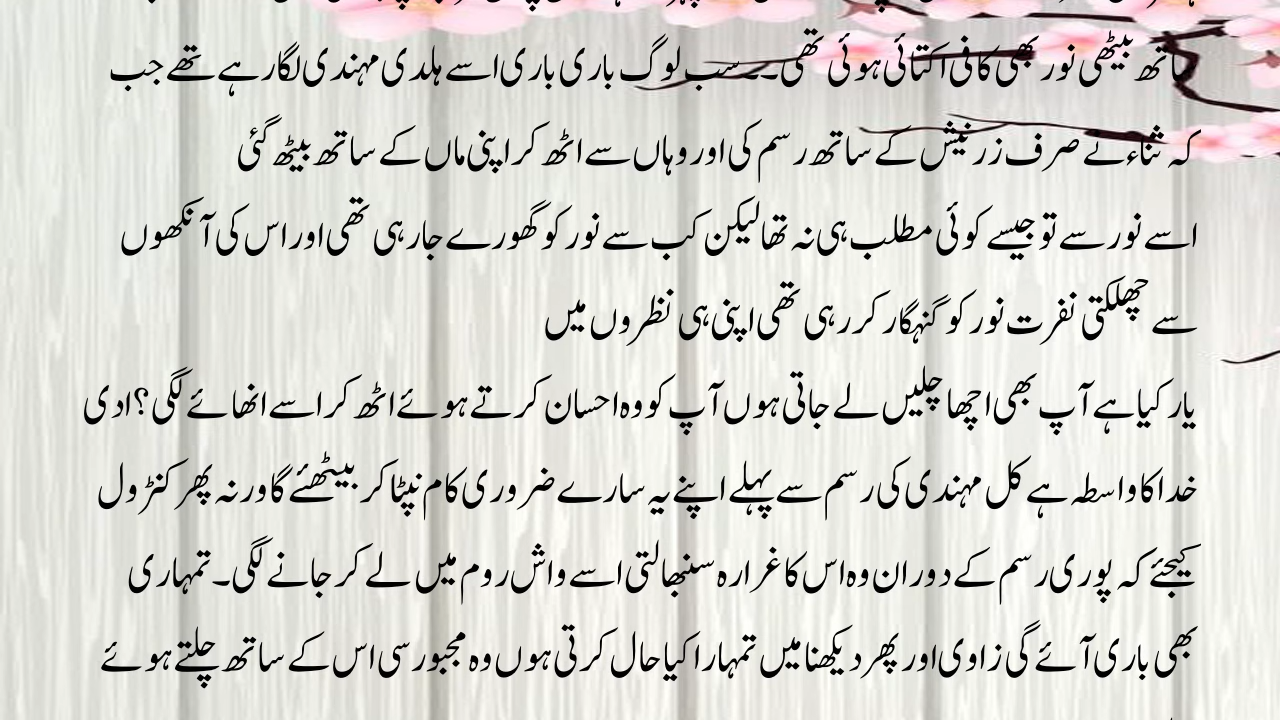 ساتھ بیٹھی نور بھی کافی اکتائی ہوئی تھی۔۔سب لوگ باری باری اسے ہلدی مہندی لگا رہے تھے جب
کہ ثناء نے صرف زرنیش کے ساتھ رسم کی اور وہاں سے اٹھ کر اپنی ماں کے ساتھ بیٹھ گئی
اسے نور سے تو جیسے کوئی مطلب ہی نہ تھا لیکن کب سے نور کو گھورے جا رہی تھی اور اس کی آنکھوں
سے چھلکتی نفرت نور کو گنہگار کر رہی تھی اپنی ہی نظروں میں
یار کیا ہے آپ بھی اچھا چلیں لے جاتی ہوں آپ کو وہ احسان کرتے ہوئے اٹھ کر اسے انھائے لگی؟ ادی
خدا کا واسطہ ہے کل مہندی کی رسم سے پہلے اپنے یہ سارے ضروری کام نپٹا کر بیٹھئے گا ورنہ پھر کنڑول
کیجئے کہ پوری رسم کے دوران وہ اس کا غرارہ سنبھالتی اسے واش روم میں لے کر جانے لگی۔ تمہاری
بھی باری آئے گی زاوی اور پھر دیکھنا میں تمہارا کیا حال کرتی ہوں وہ مجبور سی اس کے ساتھ چلتے ہوئے